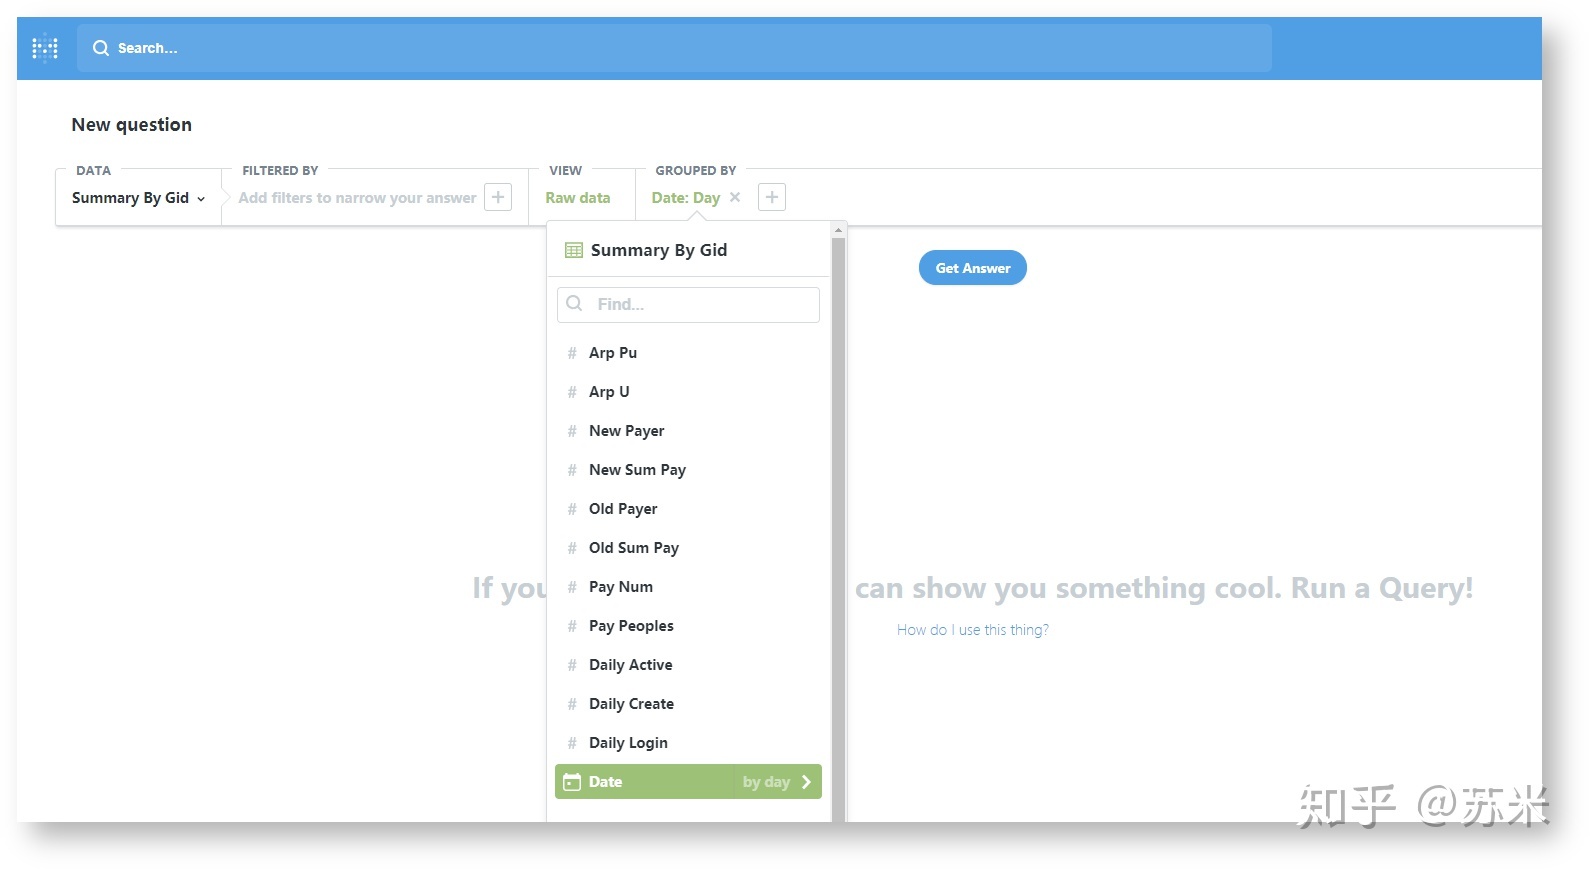 Search...
New question
DATA FILTERED BY VIEW GROUPED BY
Summary By Gid Add filters to narrow your answer Raw data Date: Day
Summary By Gid
Get Answer
Find...
# Arp Pu
# Arp U
# New Payer
# New Sum Pay
# Old Payer
# Old Sum Pay
# Pay Num
If you can show you something cool. Run a Query!
# Pay Peoples
How do I use this thing?
# Daily Active
# Daily Create
# Daily Login
Date by day
知乎 @苏米